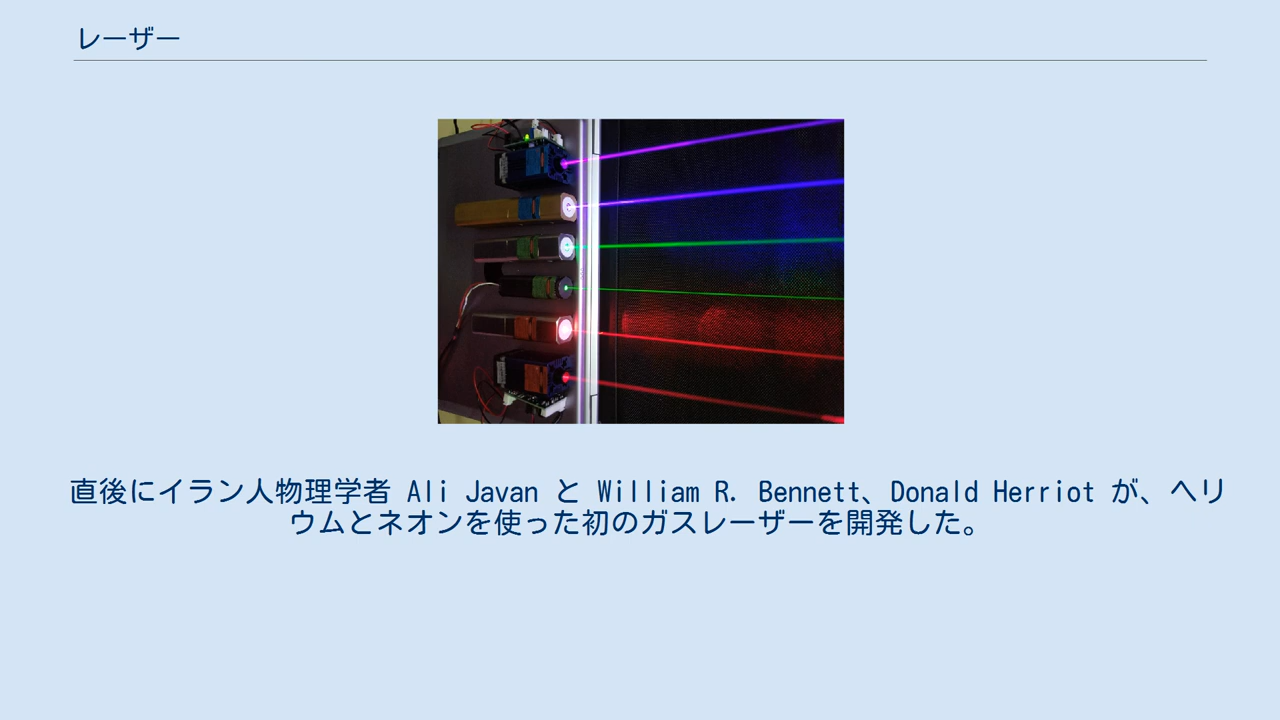 レーザー
直後にイラン人物理学者 Ali Javan と William R. Bennett、Donald Herriot が、ヘリ
ウムとネオンを使った初のガスレーザーを開発した。